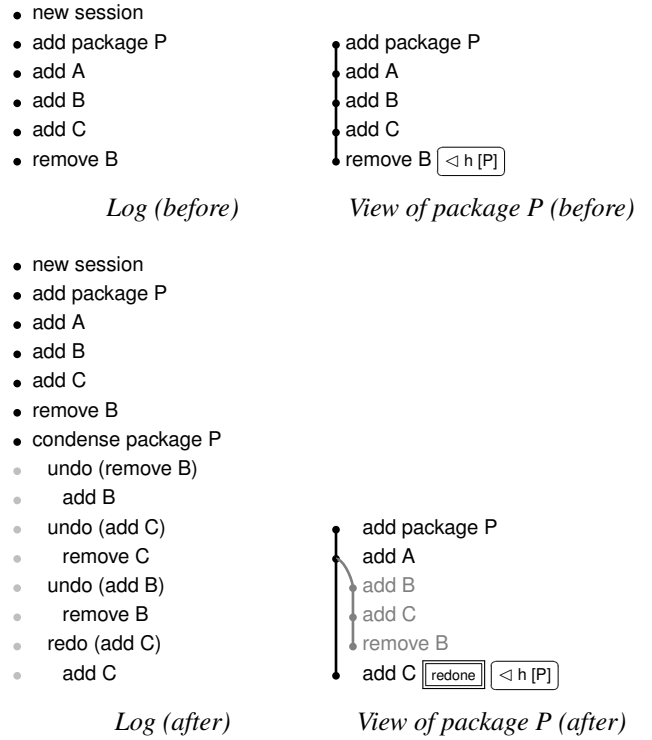 new session
add package P
add A
add B
add C
remove B
Log (before)
add package P
add A
add B
add C
remove B ◁ h [P]
View of package P (before)
new session
add package P
add A
add B
add C
remove B
condense package P
undo (remove B)
add B
undo (add C)
remove C
undo (add B)
remove B
redo (add C)
add C
Log (after)
add package P
add A
add B
add C
remove B
add C redone ◁ h [P]
View of package P (after)